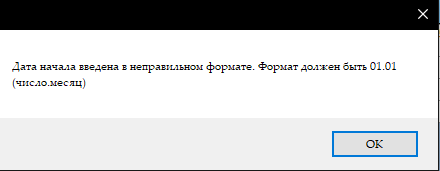 Дата начала введена в неправильном формате. Формат должен быть 01.01
(число.месяц)
OK